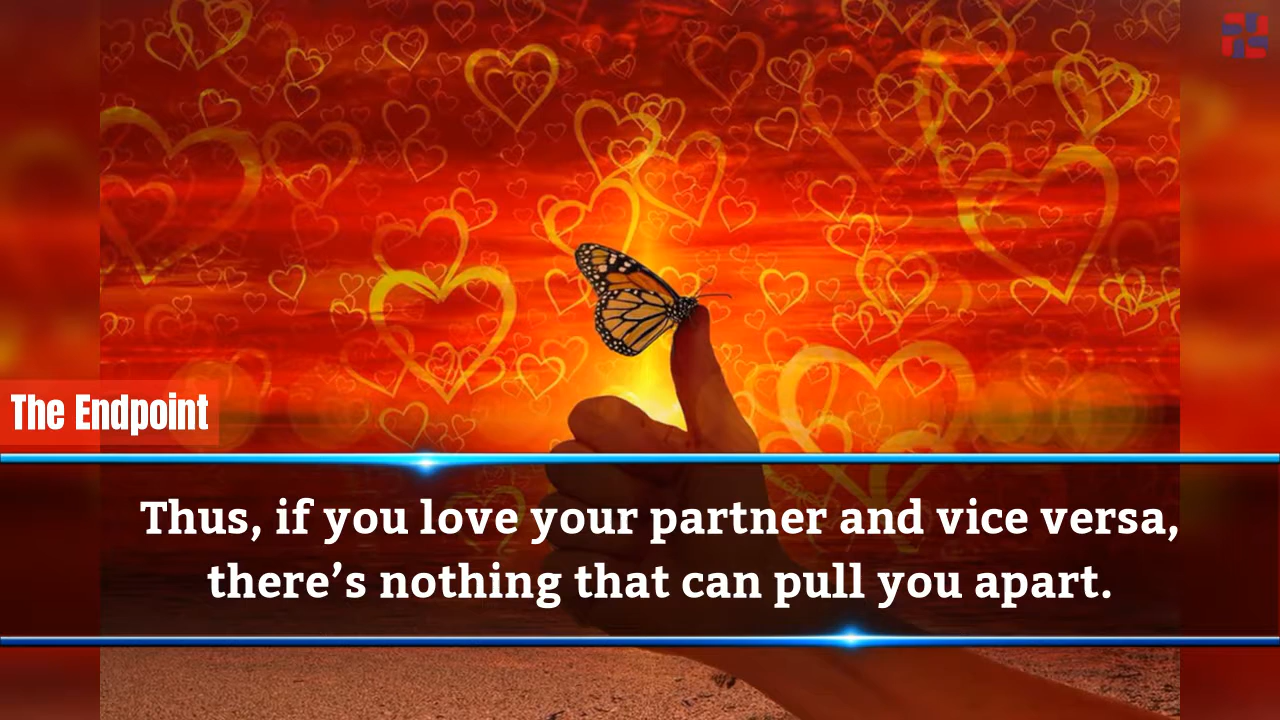 The Endpoint
Thus, if you love your partner and vice versa,
there’s nothing that can pull you apart.